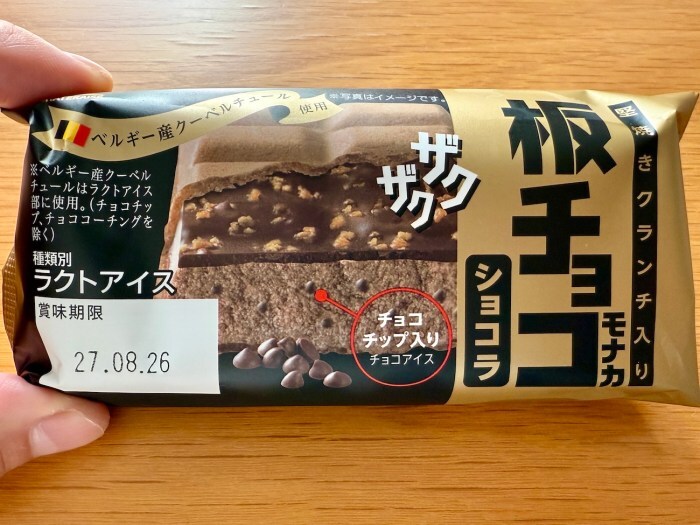 ベルギー産クーベルチュール使用
※写真はイメージです。
※ベルギー産クーベル
チュールはラクトアイス
部に使用。(チョコチッ
プ、チョココーチングを
除く)
種類別
ラクトアイス
賞味期限
27.08.26
ザクザク
チョコ
チップ入り
チョコアイス
堅焼きクランチ入り
板チョコ
モナカ
ショコラ